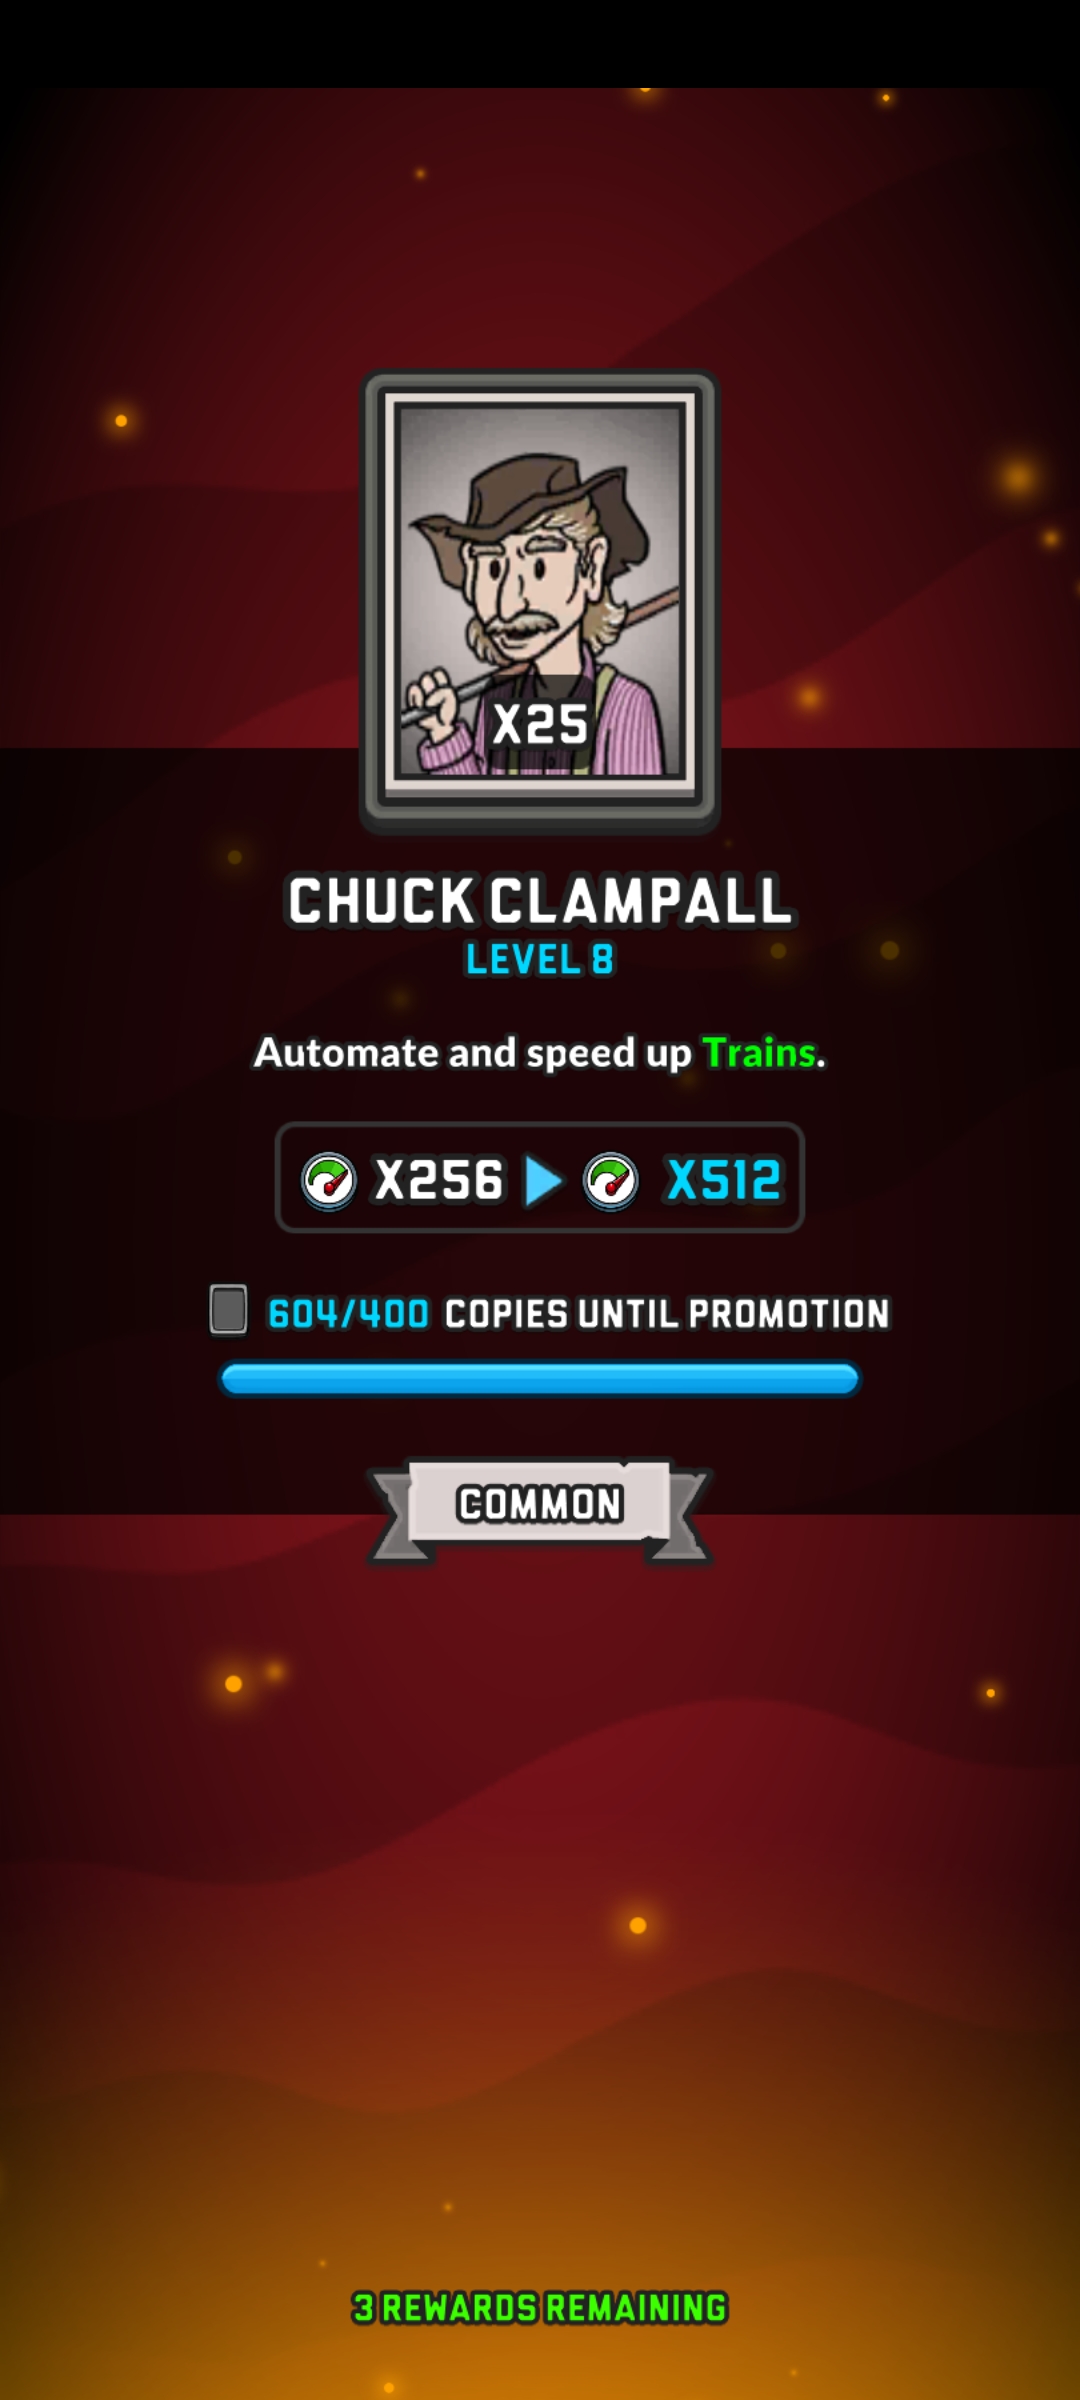 X25
CHUCK CLAMPALL
LEVEL 8
Automate and speed up Trains.
X256 X512
604/400 COPIES UNTIL PROMOTION
COMMON
3 REWARDS REMAINING